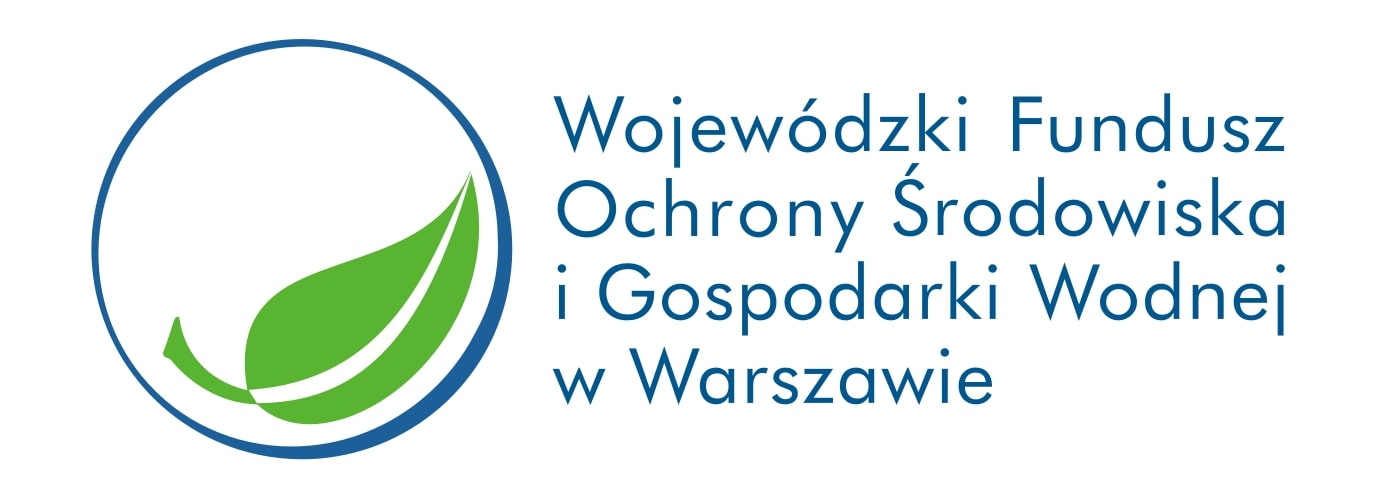 Wojewódzki Fundusz
Ochrony Środowiska
i Gospodarki Wodnej
w Warszawie